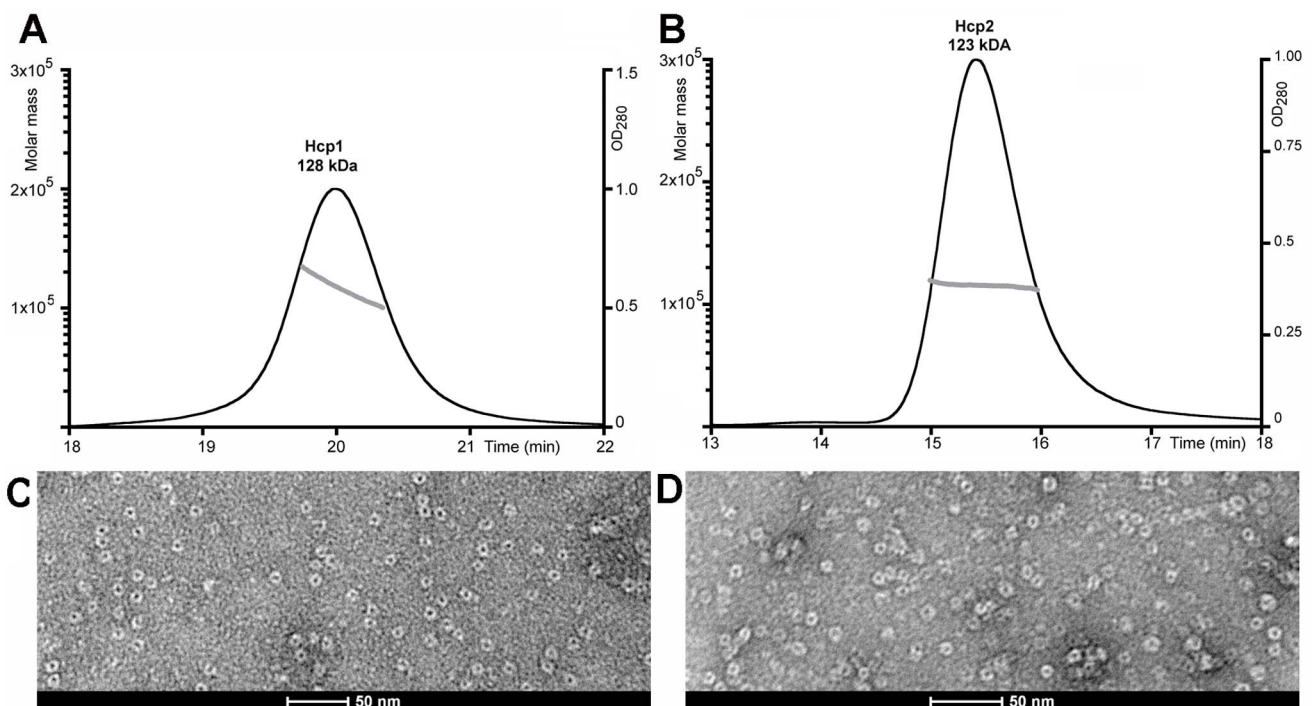 A
Hcp1
128 kDa
3x10^5
2x10^5
1x10^5
Molar mass
1.5
1.0
0.5
0
OD280
18
19
20
21
22
Time (min)
B
Hcp2
123 kDA
3x10^5
2x10^5
1x10^5
Molar mass
1.00
0.75
0.5
0.25
0
OD280
13
14
15
16
17
18
Time (min)
C
50 nm
D
50 nm